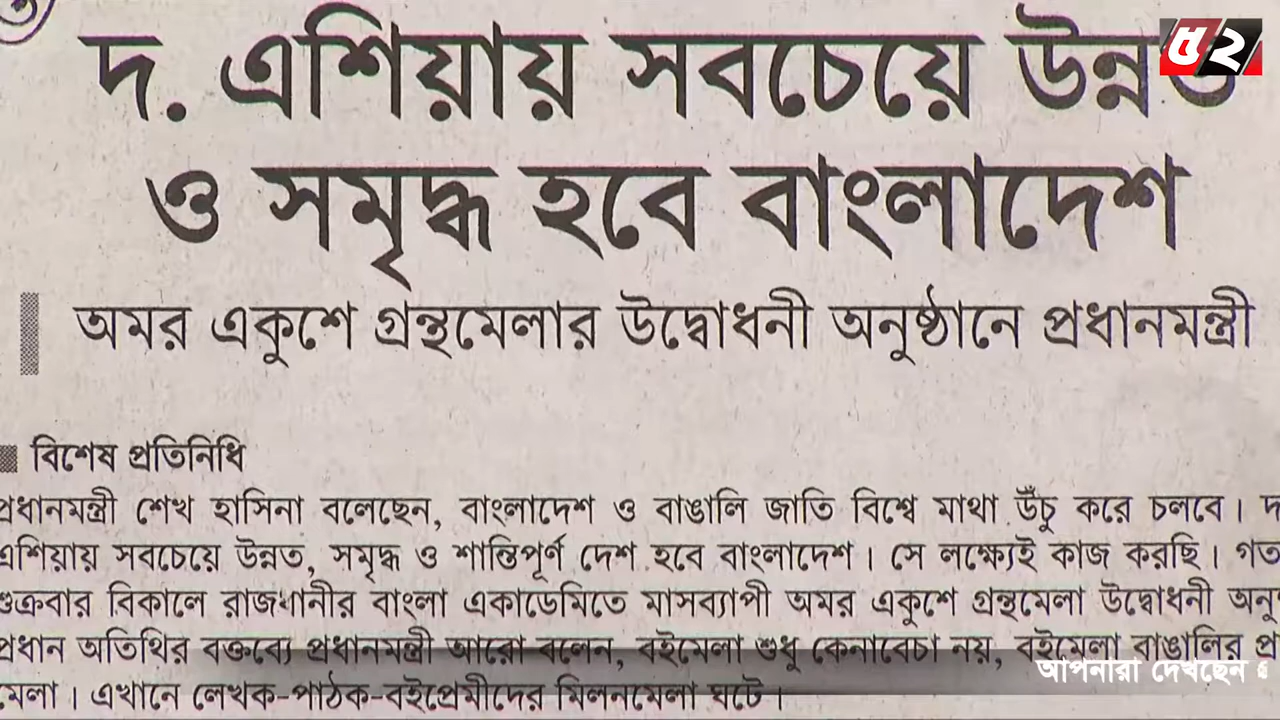 ৫২
দ. এশিয়ায় সবচেয়ে উন্নত
ও সমৃদ্ধ হবে বাংলাদেশ
অমর একুশে গ্রন্থমেলার উদ্বোধনী অনুষ্ঠানে প্রধানমন্ত্রী
বিশেষ প্রতিনিধি
প্রধানমন্ত্রী শেখ হাসিনা বলেছেন, বাংলাদেশ ও বাঙালি জাতি বিশ্বে মাথা উঁচু করে চলবে। দ
এশিয়ায় সবচেয়ে উন্নত, সমৃদ্ধ ও শান্তিপূর্ণ দেশ হবে বাংলাদেশ। সে লক্ষ্যেই কাজ করছি। গত
শুক্রবার বিকালে রাজধানীর বাংলা একাডেমিতে মাসব্যাপী অমর একুশে গ্রন্থমেলা উদ্বোধনী
প্রধান অতিথির বক্তব্যে প্রধানমন্ত্রী আরো বলেন, বইমেলা শুধু কেনাবেচা নয়, বইমেলা বাঙালির
মেলা। এখানে লেখক-পাঠক-বইপ্রেমীদের মিলনমেলা ঘটে।
আপনারা দেখছেন